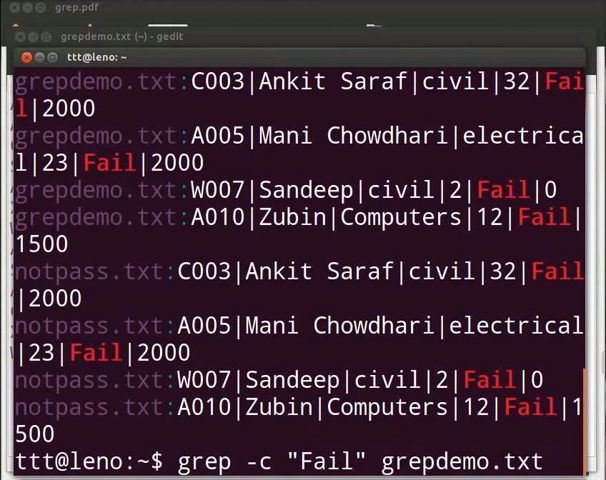 grep.pdf
grepdemo.txt (~) - gedit
ttt@leno: ~
grepdemo.txt:C003|Ankit Saraf|civil|32|Fai
l|2000
grepdemo.txt:A005|Mani Chowdhari|electrica
l|23|Fail|2000
grepdemo.txt:W007|Sandeep|civil|2|Fail|0
grepdemo.txt:A010|Zubin|Computers|12|Fail|
1500
notpass.txt:C003|Ankit Saraf|civil|32|Fail
|2000
notpass.txt:A005|Mani Chowdhari|electrical
|23|Fail|2000
notpass.txt:W007|Sandeep|civil|2|Fail|0
notpass.txt:A010|Zubin|Computers|12|Fail|1
500
ttt@leno:~$ grep -c "Fail" grepdemo.txt